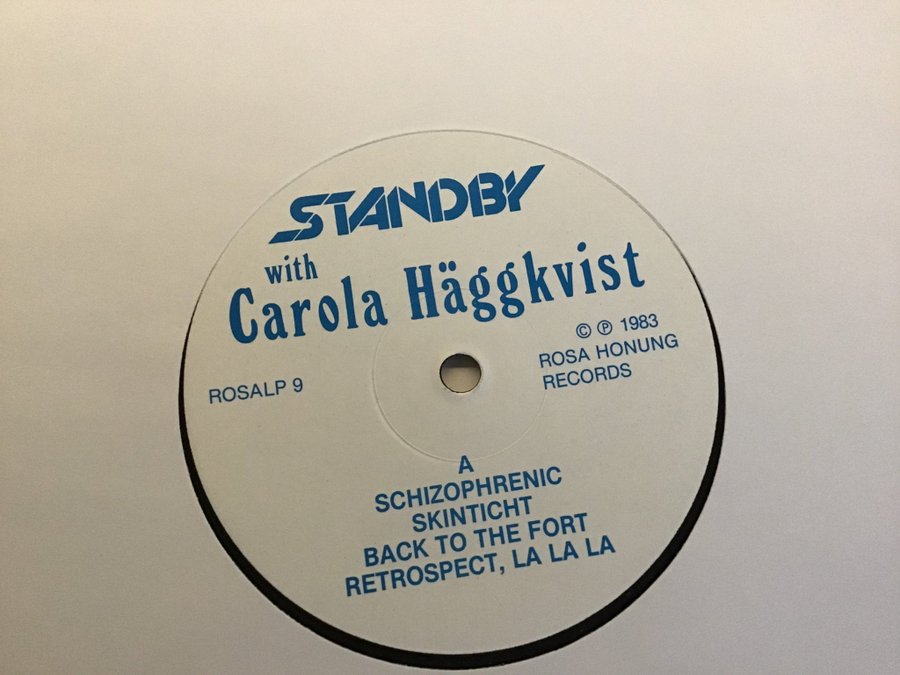 STANDBY
with
Carola Häggkvist
© ℗ 1983
ROSA HONUNG
RECORDS
ROSALP 9
A
SCHIZOPHRENIC
SKINTICHT
BACK TO THE FORT
RETROSPECT, LA LA LA